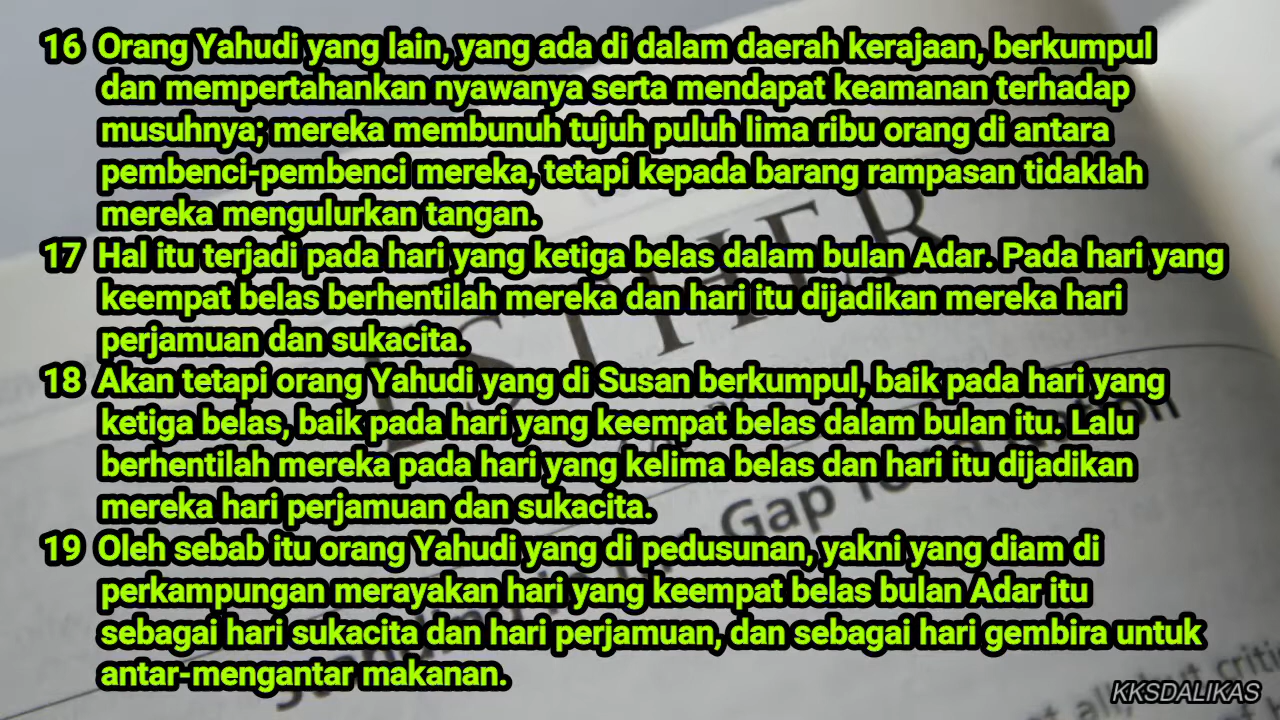 16 Orang Yahudi yang lain, yang ada di dalam daerah kerajaan, berkumpul
dan mempertahankan nyawanya serta mendapat keamanan terhadap
musuhnya; mereka membunuh tujuh puluh lima ribu orang di antara
pembenci-pembenci mereka, tetapi kepada barang rampasan tidaklah
mereka mengulurkan tangan.
17 Hal itu terjadi pada hari yang ketiga belas dalam bulan Adar. Pada hari yang
keempat belas berhentilah mereka dan hari itu dijadikan mereka hari
perjamuan dan sukacita.
18 Akan tetapi orang Yahudi yang di Susan berkumpul, baik pada hari yang
ketiga belas, baik pada hari yang keempat belas dalam bulan itu. Lalu
berhentilah mereka pada hari yang kelima belas dan hari itu dijadikan
mereka hari perjamuan dan sukacita.
19 Oleh sebab itu orang Yahudi yang di pedusunan, yakni yang diam di
perkampungan merayakan hari yang keempat belas bulan Adar itu
sebagai hari sukacita dan hari perjamuan, dan sebagai hari gembira untuk
antar-mengantar makanan.
ESTHER
Gap
KKSDALIKAS